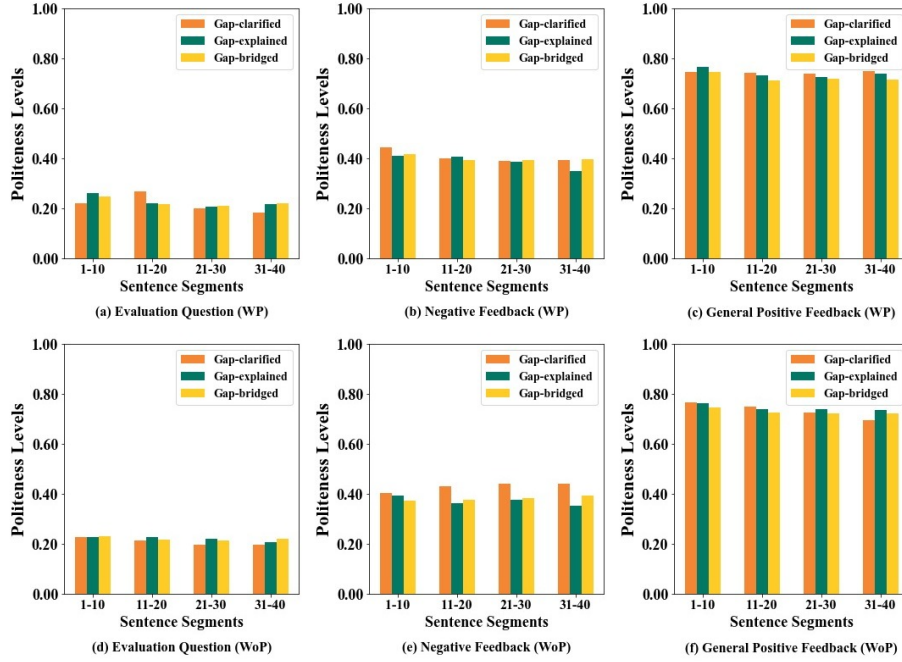 1.00
0.80
0.60
0.40
0.20
0.00
Politeness Levels
Gap-clarified
Gap-explained
Gap-bridged
1-10 11-20 21-30 31-40
Sentence Segments
(a) Evaluation Question (WP)
1.00
0.80
0.60
0.40
0.20
0.00
Politeness Levels
Gap-clarified
Gap-explained
Gap-bridged
1-10 11-20 21-30 31-40
Sentence Segments
(b) Negative Feedback (WP)
1.00
0.80
0.60
0.40
0.20
0.00
Politeness Levels
Gap-clarified
Gap-explained
Gap-bridged
1-10 11-20 21-30 31-40
Sentence Segments
(c) General Positive Feedback (WP)
1.00
0.80
0.60
0.40
0.20
0.00
Politeness Levels
Gap-clarified
Gap-explained
Gap-bridged
1-10 11-20 21-30 31-40
Sentence Segments
(d) Evaluation Question (WoP)
1.00
0.80
0.60
0.40
0.20
0.00
Politeness Levels
Gap-clarified
Gap-explained
Gap-bridged
1-10 11-20 21-30 31-40
Sentence Segments
(e) Negative Feedback (WoP)
1.00
0.80
0.60
0.40
0.20
0.00
Politeness Levels
Gap-clarified
Gap-explained
Gap-bridged
1-10 11-20 21-30 31-40
Sentence Segments
(f) General Positive Feedback (WoP)